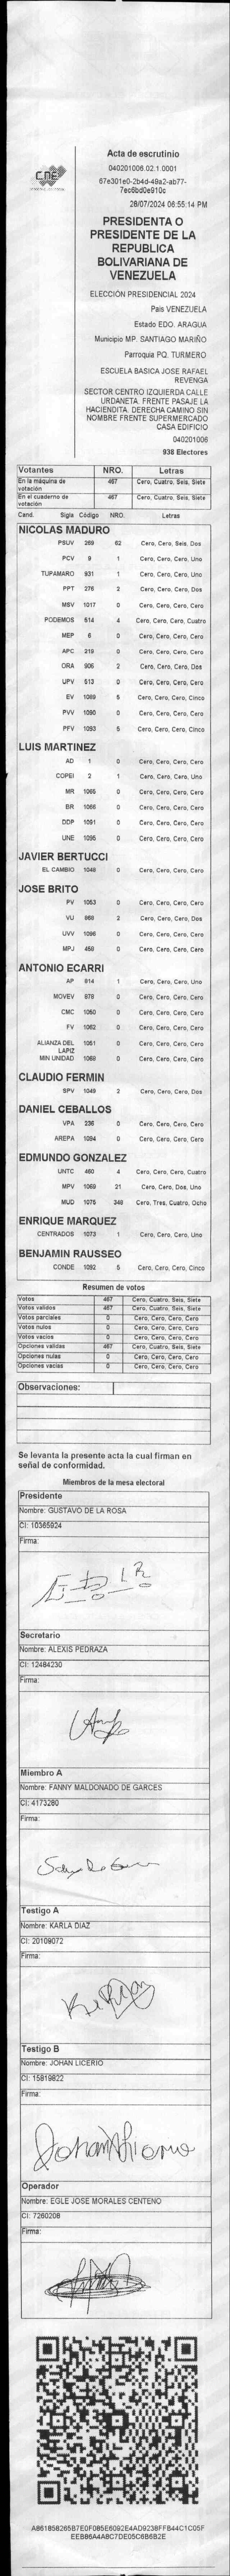 CNE
Acta de escrutinio
040201006.02.1.0001
67e301e0-2b4d-49a2-ab77-
7ec6bd0e910c
28/07/2024 06:55:14 PM
PRESIDENTA O
PRESIDENTE DE LA
REPUBLICA
BOLIVARIANA DE
VENEZUELA
ELECCIÓN PRESIDENCIAL 2024
Pais VENEZUELA
Estado EDO. ARAGUA
Municipio MP. SANTIAGO MARIÑO
Parroquia PQ. TURMERO
ESCUELA BASICA JOSE RAFAEL
REVENGA
SECTOR CENTRO IZQUIERDA CALLE
URDANETA. FRENTE PASAJE LA
HACIENDITA. DERECHA CAMINO SIN
NOMBRE FRENTE SUPERMERCADO
CASA EDIFICIO
040201006
938 Electores
Votantes NRO. Letras
En la máquina de votación 467 Cero, Cuatro, Seis, Siete
En el cuaderno de votación 467 Cero, Cuatro, Seis, Siete
Cand. Sigla Código NRO. Letras
NICOLAS MADURO
PSUV 269 62 Cero, Cero, Seis, Dos
PCV 9 1 Cero, Cero, Cero, Uno
TUPAMARO 931 1 Cero, Cero, Cero, Uno
PPT 276 2 Cero, Cero, Cero, Dos
MSV 1017 0 Cero, Cero, Cero, Cero
PODEMOS 514 4 Cero, Cero, Cero, Cuatro
MEP 6 0 Cero, Cero, Cero, Cero
APC 219 0 Cero, Cero, Cero, Cero
ORA 906 2 Cero, Cero, Cero, Dos
UPV 513 0 Cero, Cero, Cero, Cero
EV 1089 5 Cero, Cero, Cero, Cinco
PVV 1090 0 Cero, Cero, Cero, Cero
PFV 1093 5 Cero, Cero, Cero, Cinco
LUIS MARTINEZ
AD 1 0 Cero, Cero, Cero, Cero
COPEI 2 1 Cero, Cero, Cero, Uno
MR 1065 0 Cero, Cero, Cero, Cero
BR 1066 0 Cero, Cero, Cero, Cero
DDP 1091 0 Cero, Cero, Cero, Cero
UNE 1095 0 Cero, Cero, Cero, Cero
JAVIER BERTUCCI
EL CAMBIO 1048 0 Cero, Cero, Cero, Cero
JOSE BRITO
PV 1053 0 Cero, Cero, Cero, Cero
VU 869 2 Cero, Cero, Cero, Dos
UVV 1096 0 Cero, Cero, Cero, Cero
MPJ 459 0 Cero, Cero, Cero, Cero
ANTONIO ECARRI
AP 914 1 Cero, Cero, Cero, Uno
MOVEV 978 0 Cero, Cero, Cero, Cero
CMC 1050 0 Cero, Cero, Cero, Cero
FV 1062 0 Cero, Cero, Cero, Cero
ALIANZA DEL LAPIZ 1051 0 Cero, Cero, Cero, Cero
MIN UNIDAD 1068 0 Cero, Cero, Cero, Cero
CLAUDIO FERMIN
SPV 1049 2 Cero, Cero, Cero, Dos
DANIEL CEBALLOS
VPA 236 0 Cero, Cero, Cero, Cero
AREPA 1094 0 Cero, Cero, Cero, Cero
EDMUNDO GONZALEZ
UNTC 460 4 Cero, Cero, Cero, Cuatro
MPV 1069 21 Cero, Cero, Dos, Uno
MUD 1075 348 Cero, Tres, Cuatro, Ocho
ENRIQUE MARQUEZ
CENTRADOS 1073 1 Cero, Cero, Cero, Uno
BENJAMIN RAUSSEO
CONDE 1092 5 Cero, Cero, Cero, Cinco
Resumen de votos
Votos 467 Cero, Cuatro, Seis, Siete
Votos validos 467 Cero, Cuatro, Seis, Siete
Votos parciales 0 Cero, Cero, Cero, Cero
Votos nulos 0 Cero, Cero, Cero, Cero
Votos vacios 0 Cero, Cero, Cero, Cero
Opciones validas 467 Cero, Cuatro, Seis, Siete
Opciones nulas 0 Cero, Cero, Cero, Cero
Opciones vacias 0 Cero, Cero, Cero, Cero
Observaciones:
Se levanta la presente acta la cual firman en
señal de conformidad.
Miembros de la mesa electoral
Presidente
Nombre: GUSTAVO DE LA ROSA
CI: 10365924
Firma:
Secretario
Nombre: ALEXIS PEDRAZA
CI: 12484230
Firma:
Miembro A
Nombre: FANNY MALDONADO DE GARCES
CI: 4173280
Firma:
Testigo A
Nombre: KARLA DIAZ
CI: 20109072
Firma:
Testigo B
Nombre: JOHAN LICERIO
CI: 15819822
Firma:
Operador
Nombre: EGLE JOSE MORALES CENTENO
CI: 7260208
Firma:
A861858265B7E0F085E6092E4AD9238FFB44C1C05F
EEB86A4A8C7DE05C6B6B2E